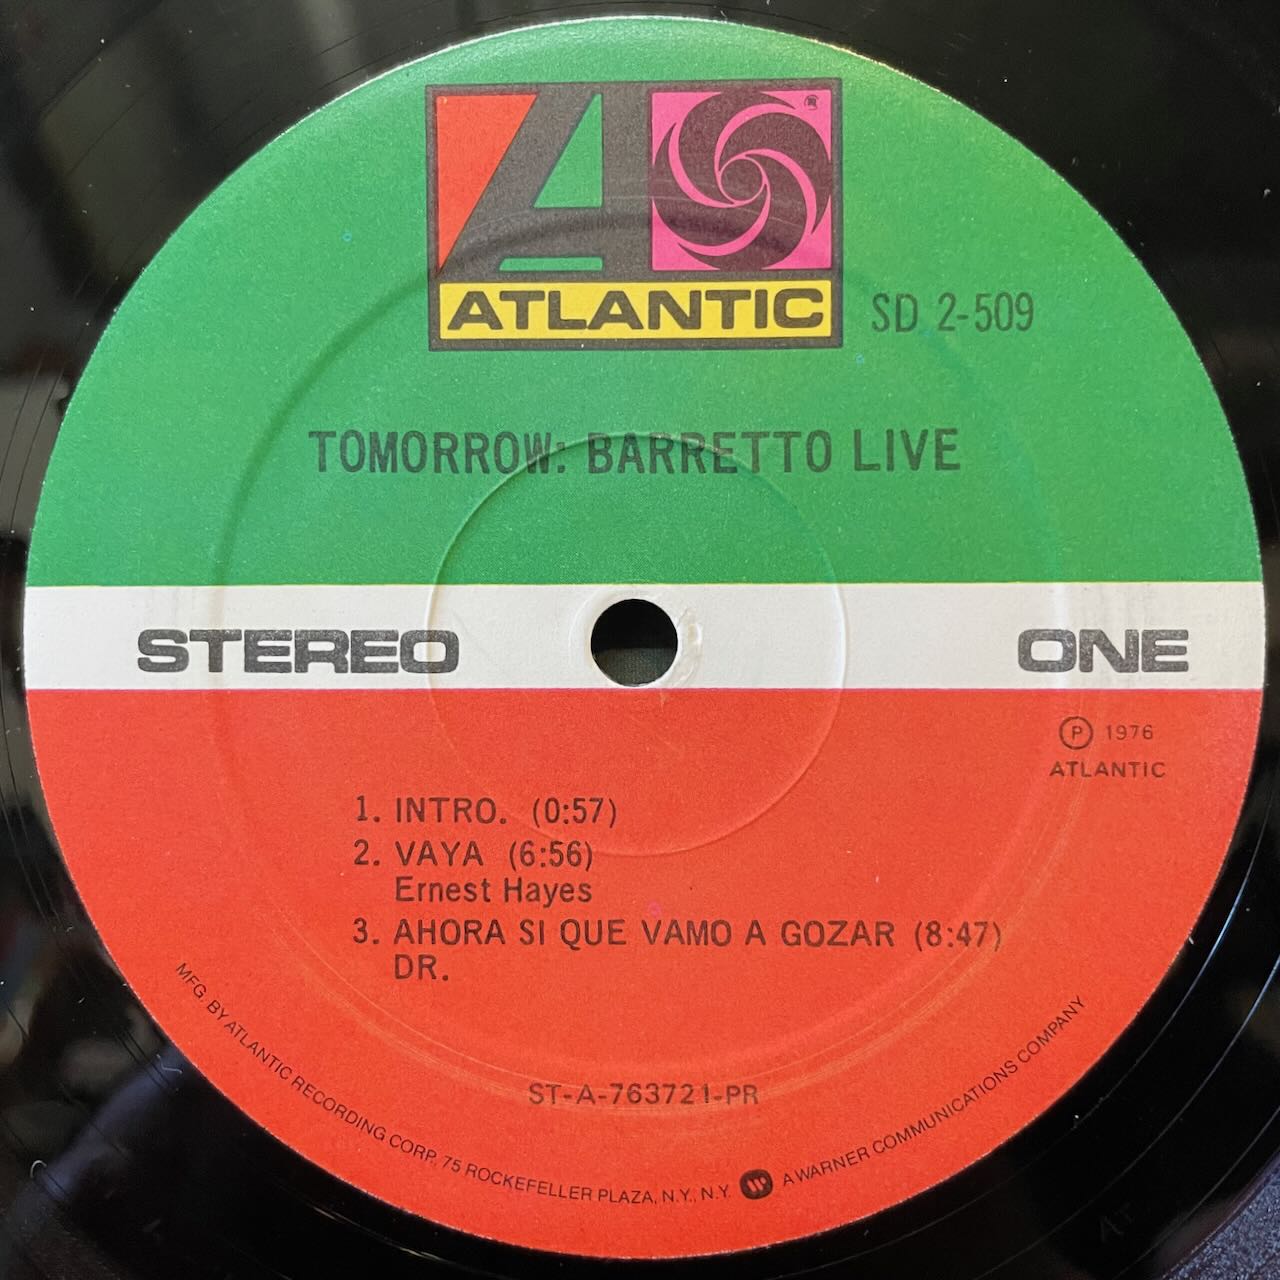 ATLANTIC
SD 2-509
TOMORROW: BARRETTO LIVE
STEREO
ONE
Ⓟ 1976
ATLANTIC
1. INTRO. (0:57)
2. VAYA (6:56)
Ernest Hayes
3. AHORA SI QUE VAMO A GOZAR (8:47)
DR.
ST-A-763721-PR
MFG. BY ATLANTIC RECORDING CORP. 75 ROCKEFELLER PLAZA, N.Y., N.Y. A WARNER COMMUNICATIONS COMPANY